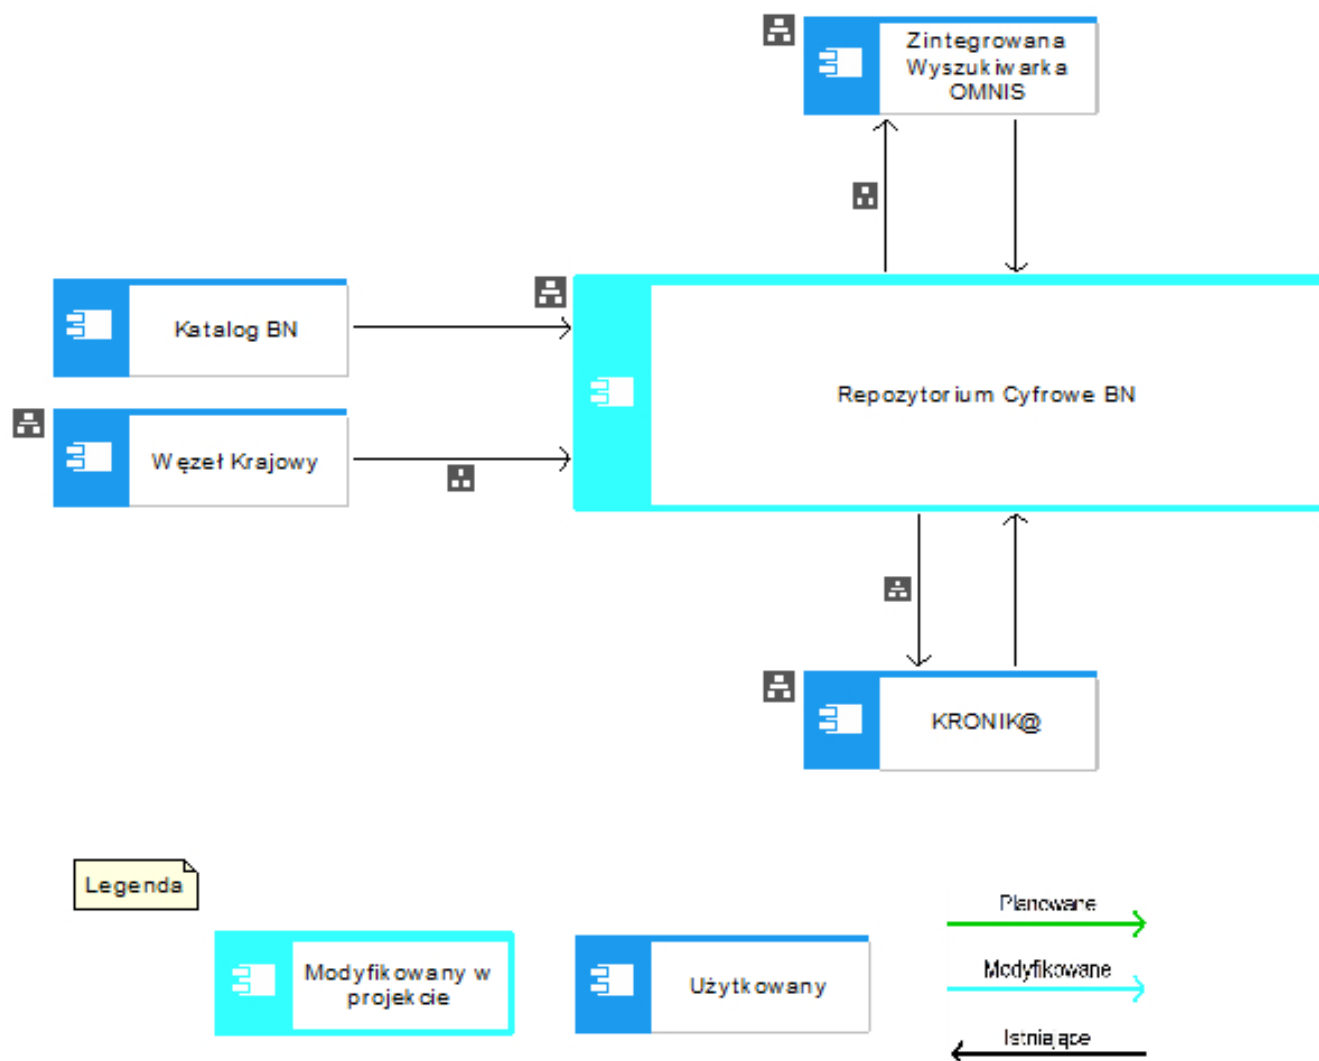 Zintegrowana
Wyszukiwarka
OMNIS
Katalog BN
Repozytorium Cyfrowe BN
Węzeł Krajowy
KRONIK@
Legenda
Planowane
Modyfikowany w
projekcie
Użytkowany
Modyfikowane
Istniejące